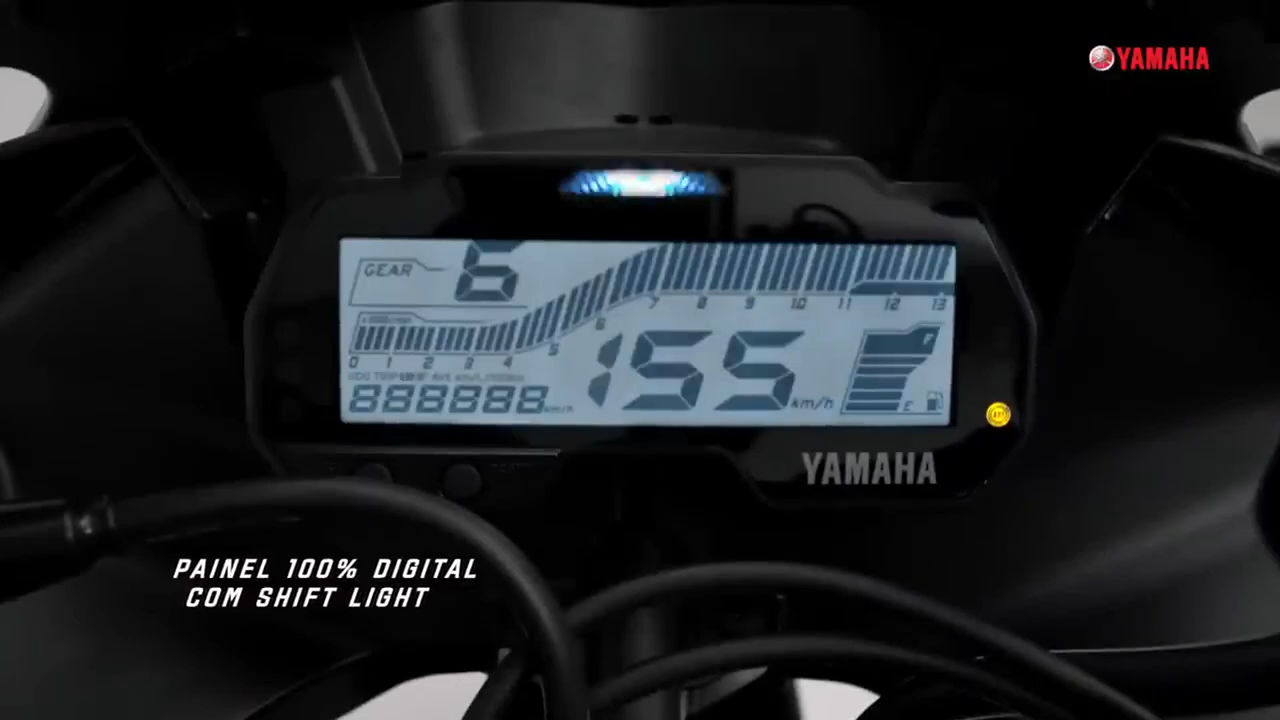 YAMAHA
GEAR 6
7 8 9 10 11 12 13
6
5
0 1 2 3 4
155 km/h
F
E
888888 km/h
YAMAHA
PAINEL 100% DIGITAL
COM SHIFT LIGHT